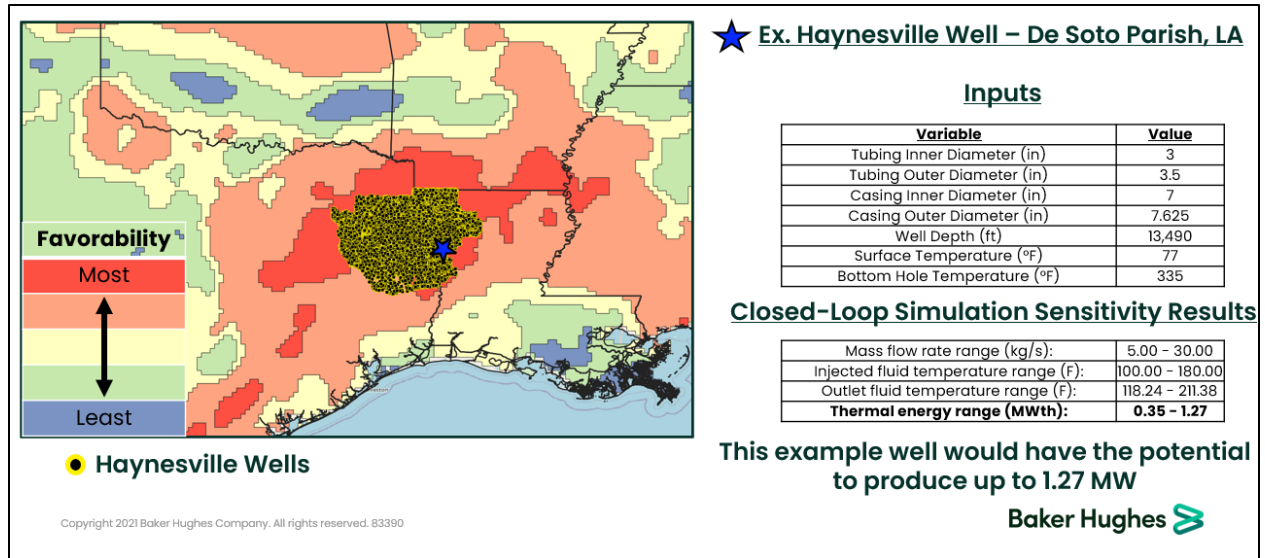 Ex. Haynesville Well – De Soto Parish, LA
Inputs
Variable Value
Tubing Inner Diameter (in) 3
Tubing Outer Diameter (in) 3.5
Casing Inner Diameter (in) 7
Casing Outer Diameter (in) 7.625
Well Depth (ft) 13,490
Surface Temperature (ºF) 77
Bottom Hole Temperature (ºF) 335
Closed-Loop Simulation Sensitivity Results
Mass flow rate range (kg/s): 5.00 - 30.00
Injected fluid temperature range (F): 100.00 - 180.00
Outlet fluid temperature range (F): 118.24 - 211.38
Thermal energy range (MWth): 0.35 - 1.27
This example well would have the potential
to produce up to 1.27 MW
Favorability
Most
Least
Haynesville Wells
Copyright 2021 Baker Hughes Company. All rights reserved. 83390
Baker Hughes